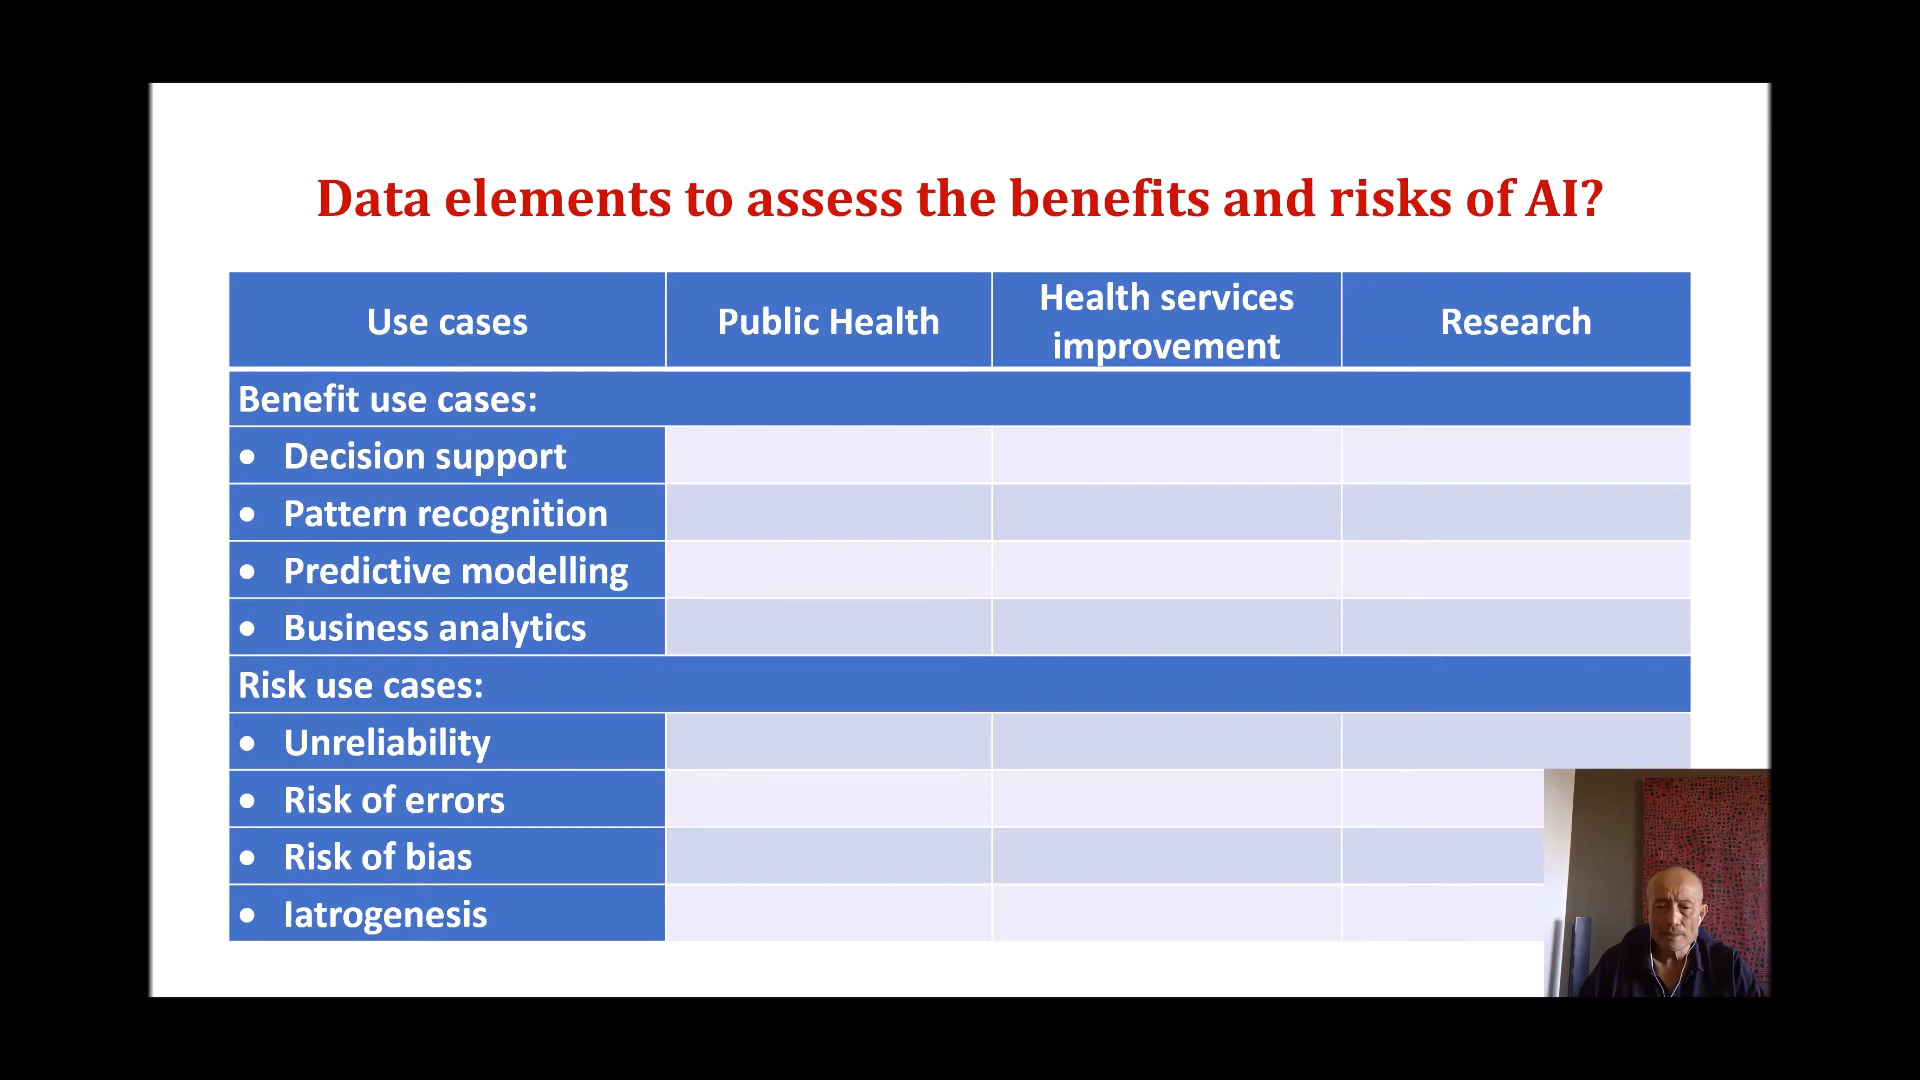 Data elements to assess the benefits and risks of AI?
Use cases
Public Health
Health services
improvement
Research
Benefit use cases:
• Decision support
• Pattern recognition
• Predictive modelling
• Business analytics
Risk use cases:
• Unreliability
• Risk of errors
• Risk of bias
• Iatrogenesis